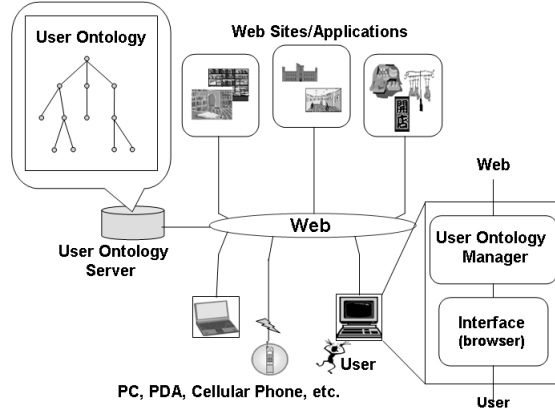 User Ontology
Web Sites/Applications
開店
Web
User Ontology
Server
Web
User Ontology
Manager
Interface
(browser)
User
User
PC, PDA, Cellular Phone, etc.